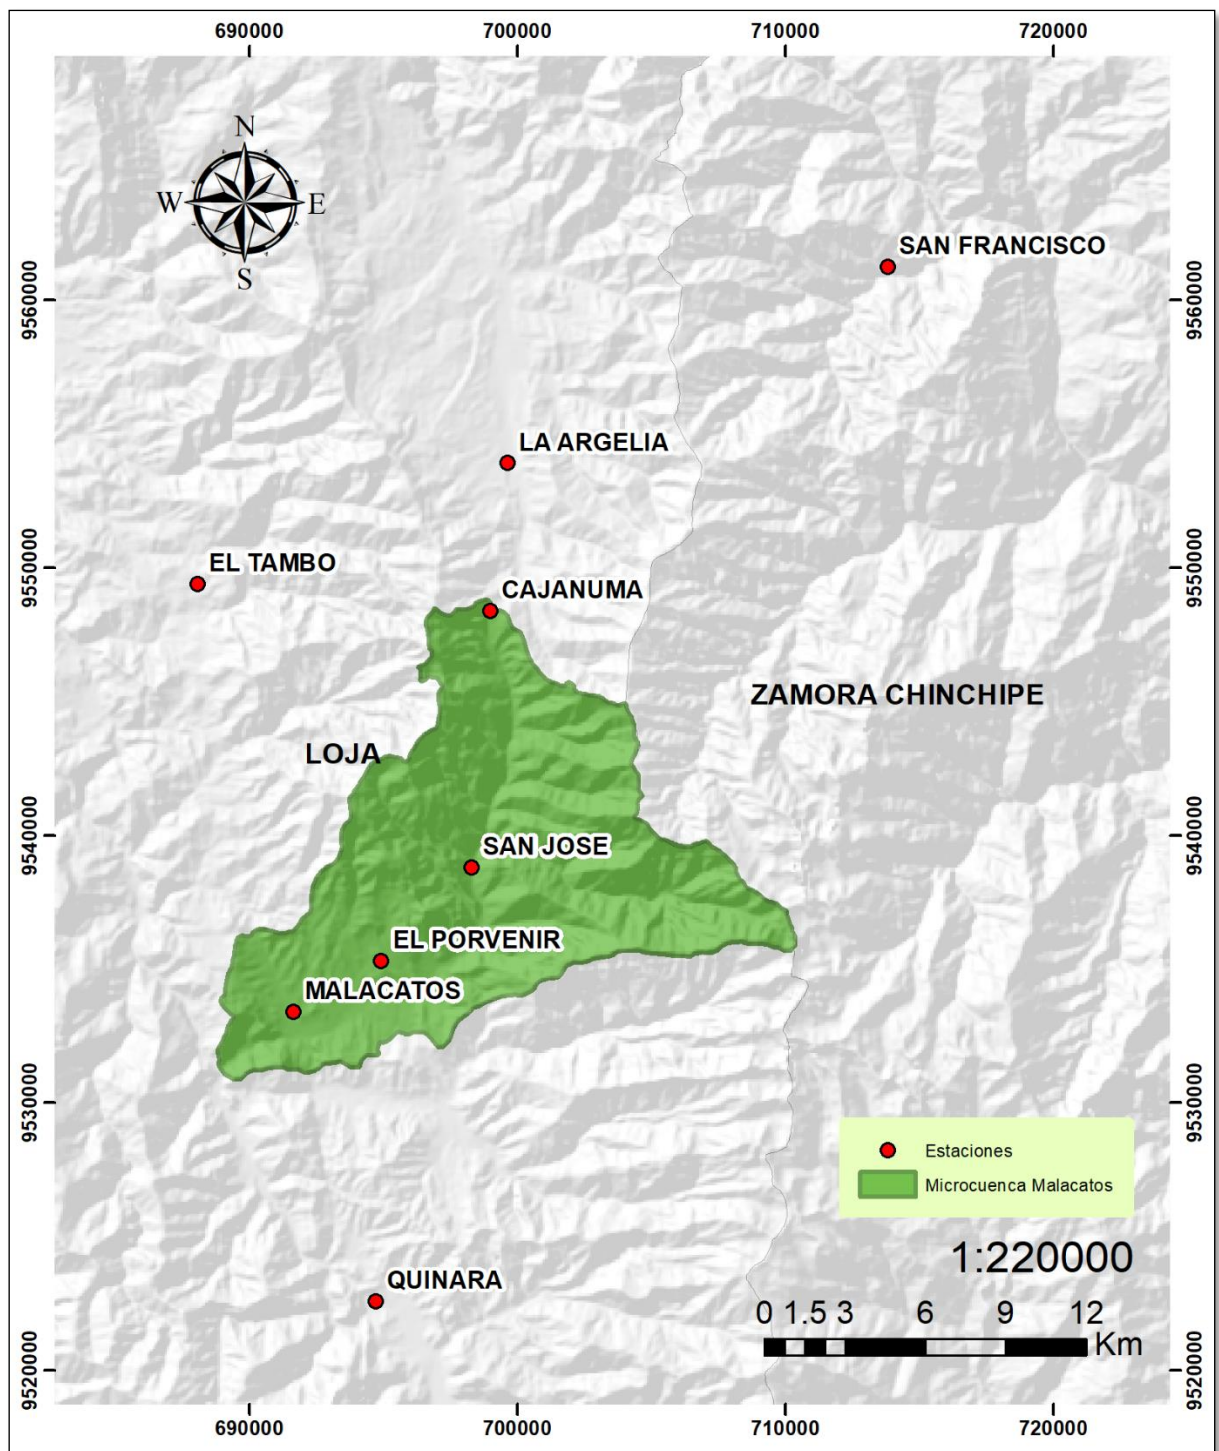 690000 700000 710000 720000
N
W E
S
SAN FRANCISCO
9560000 9560000
LA ARGELIA
EL TAMBO
9550000 9550000
CAJANUMA
ZAMORA CHINCHIPE
LOJA
SAN JOSE
9540000 9540000
EL PORVENIR
MALACATOS
9530000 9530000
Estaciones
Microcuenca Malacatos
1:220000
QUINARA
0 1.5 3 6 9 12
Km
9520000 9520000
690000 700000 710000 720000